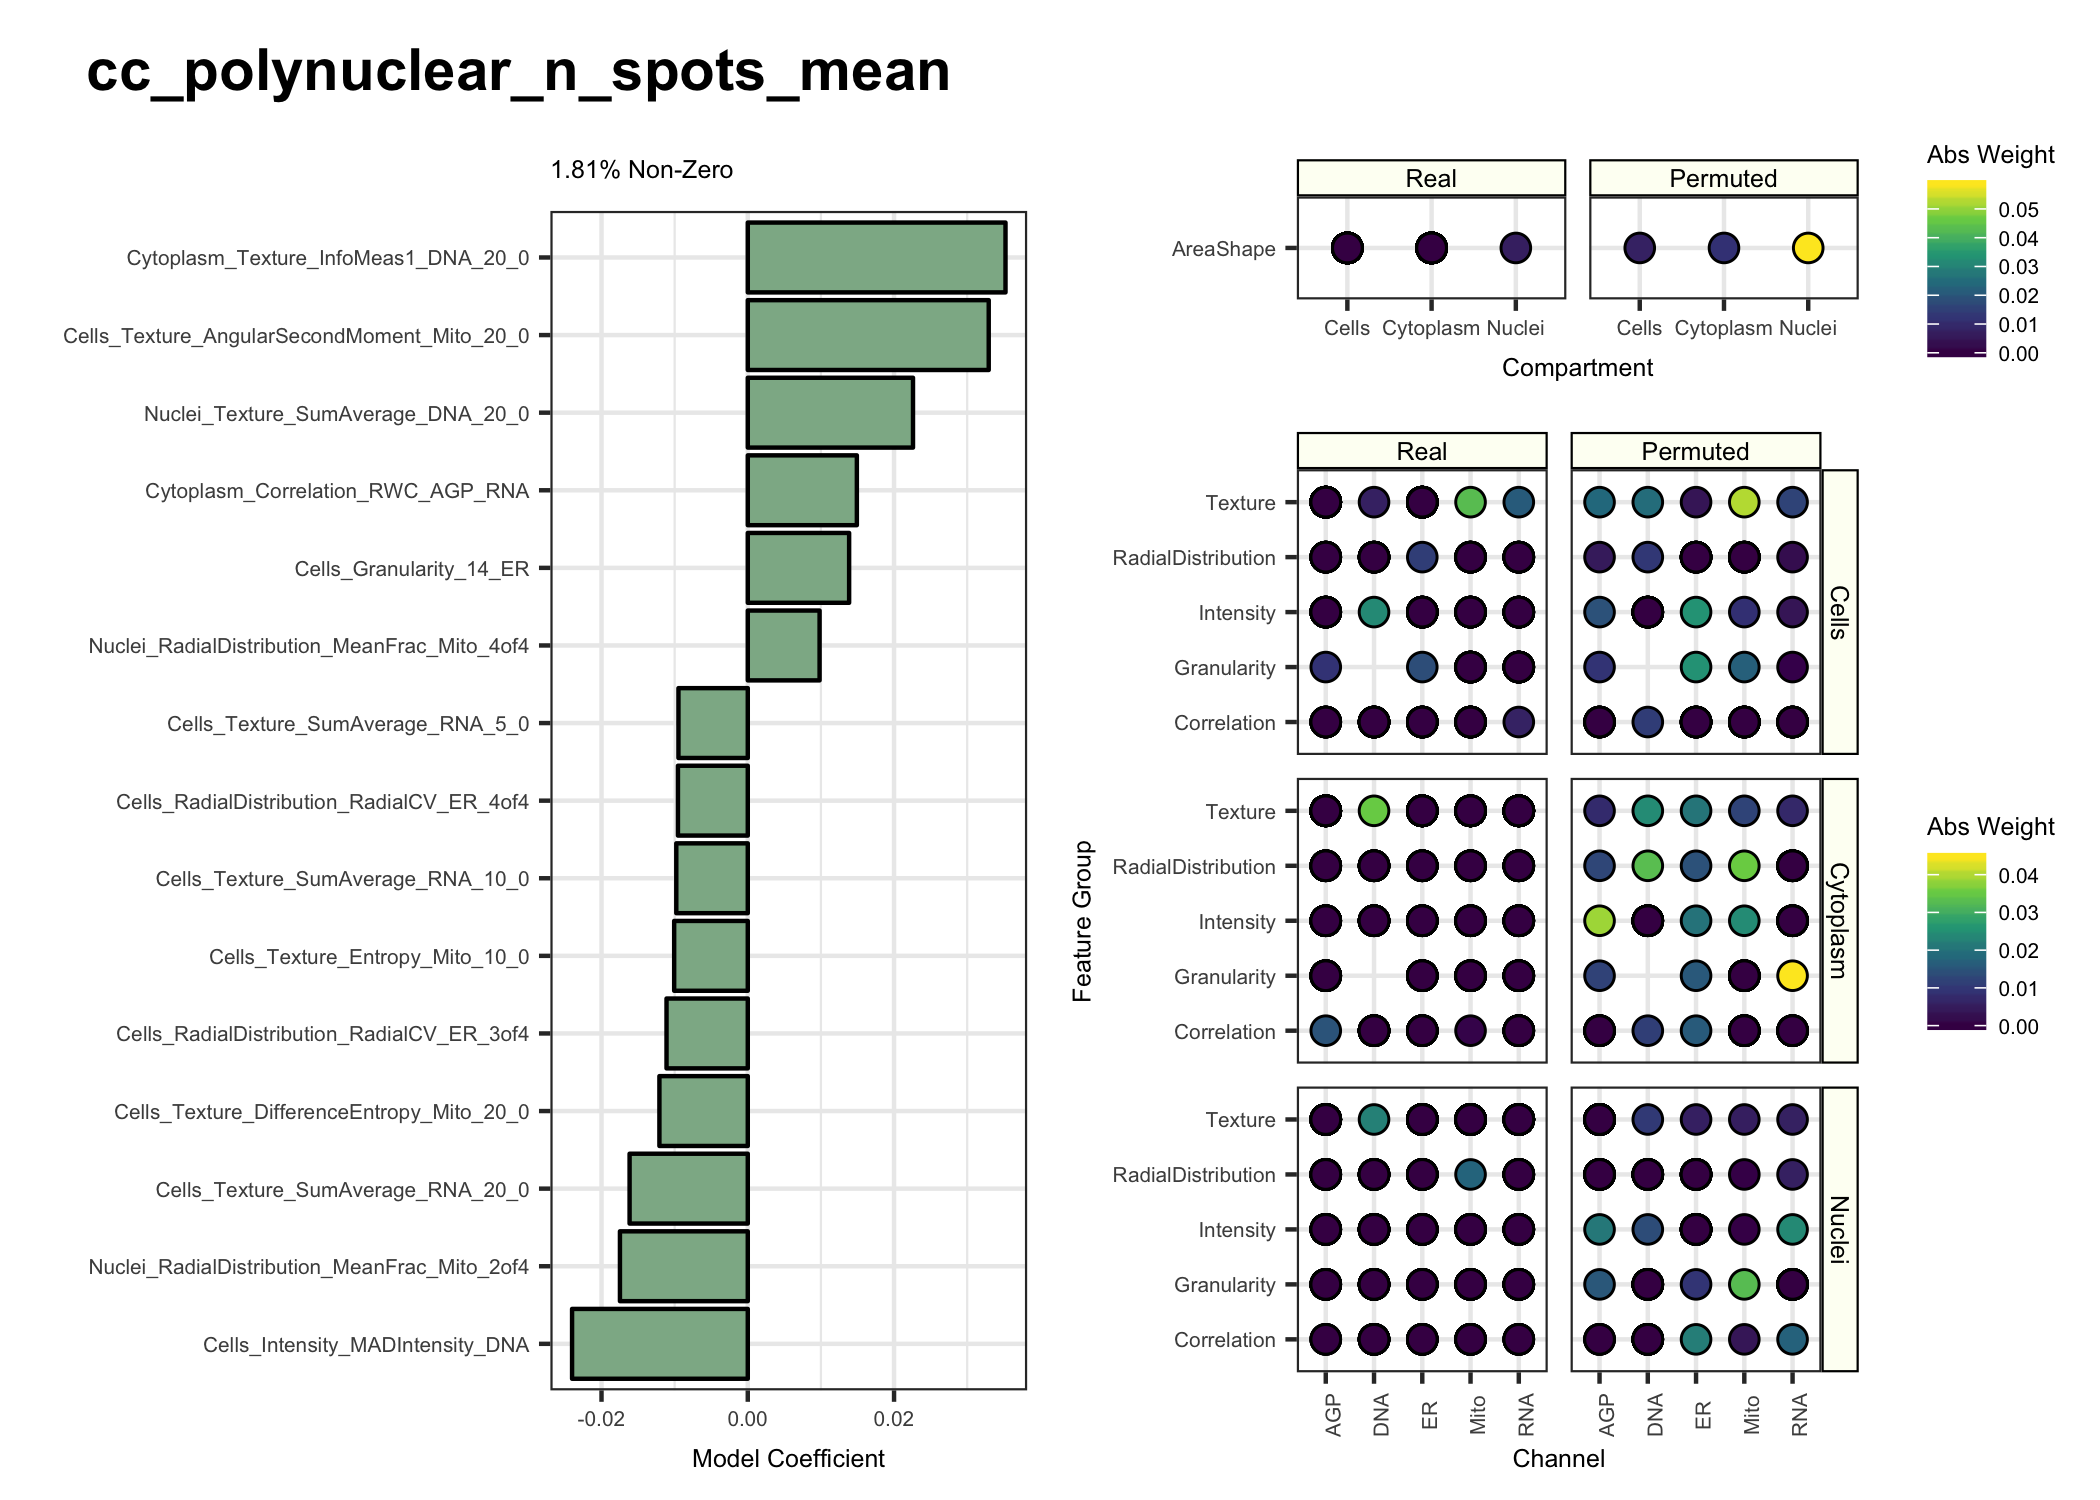 cc_polynuclear_n_spots_mean
1.81% Non-Zero
Cytoplasm_Texture_InfoMeas1_DNA_20_0
Cells_Texture_AngularSecondMoment_Mito_20_0
Nuclei_Texture_SumAverage_DNA_20_0
Cytoplasm_Correlation_RWC_AGP_RNA
Cells_Granularity_14_ER
Nuclei_RadialDistribution_MeanFrac_Mito_4of4
Cells_Texture_SumAverage_RNA_5_0
Cells_RadialDistribution_RadialCV_ER_4of4
Cells_Texture_SumAverage_RNA_10_0
Cells_Texture_Entropy_Mito_10_0
Cells_RadialDistribution_RadialCV_ER_3of4
Cells_Texture_DifferenceEntropy_Mito_20_0
Cells_Texture_SumAverage_RNA_20_0
Nuclei_RadialDistribution_MeanFrac_Mito_2of4
Cells_Intensity_MADIntensity_DNA
-0.02 0.00 0.02
Model Coefficient
Real Permuted
AreaShape
Cells Cytoplasm Nuclei Cells Cytoplasm Nuclei
Compartment
Abs Weight
0.05
0.04
0.03
0.02
0.01
0.00
Feature Group
Real Permuted
Texture
RadialDistribution
Intensity
Granularity
Correlation
Cells
Texture
RadialDistribution
Intensity
Granularity
Correlation
Cytoplasm
Texture
RadialDistribution
Intensity
Granularity
Correlation
Nuclei
AGP DNA ER Mito RNA AGP DNA ER Mito RNA
Channel
Abs Weight
0.04
0.03
0.02
0.01
0.00